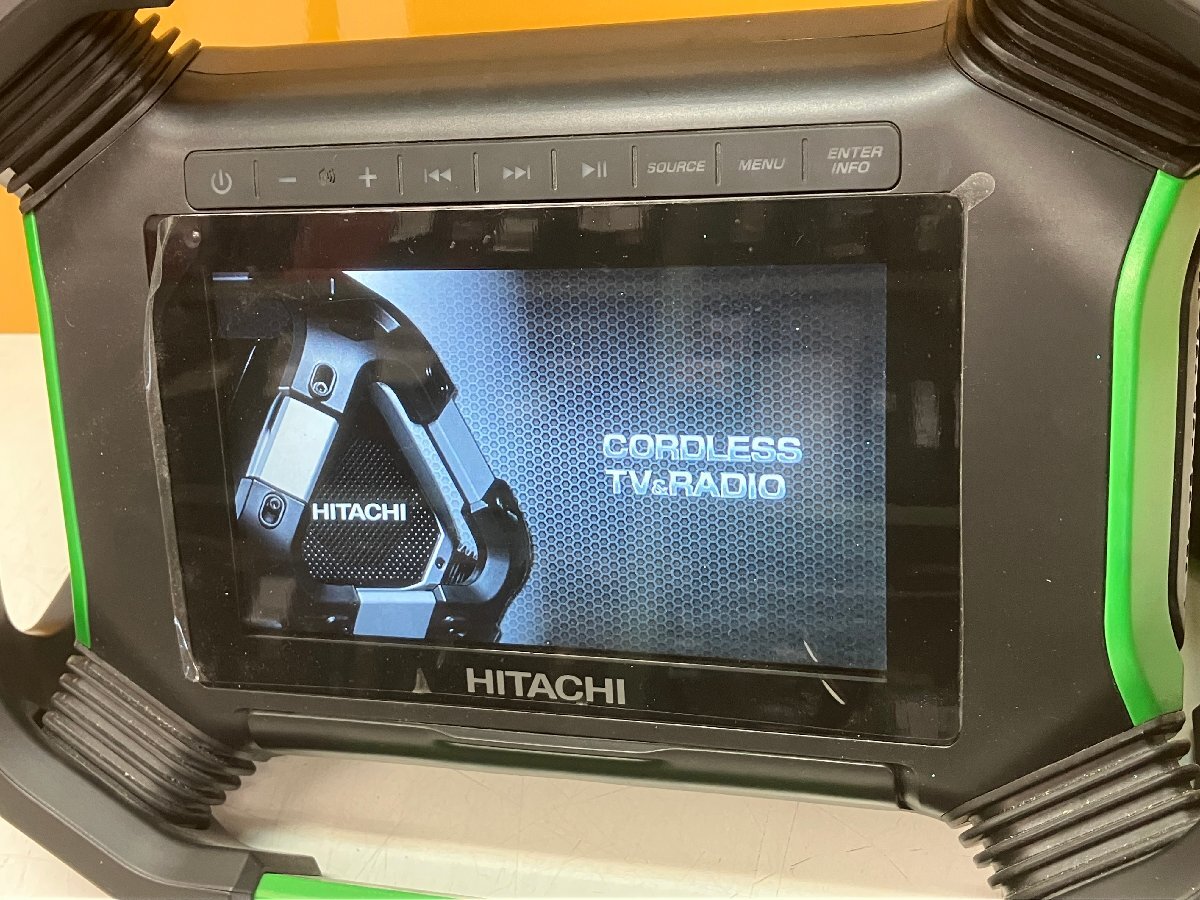 SOURCE
MENU
ENTER
INFO
CORDLESS
TV&RADIO
HITACHI
HITACHI